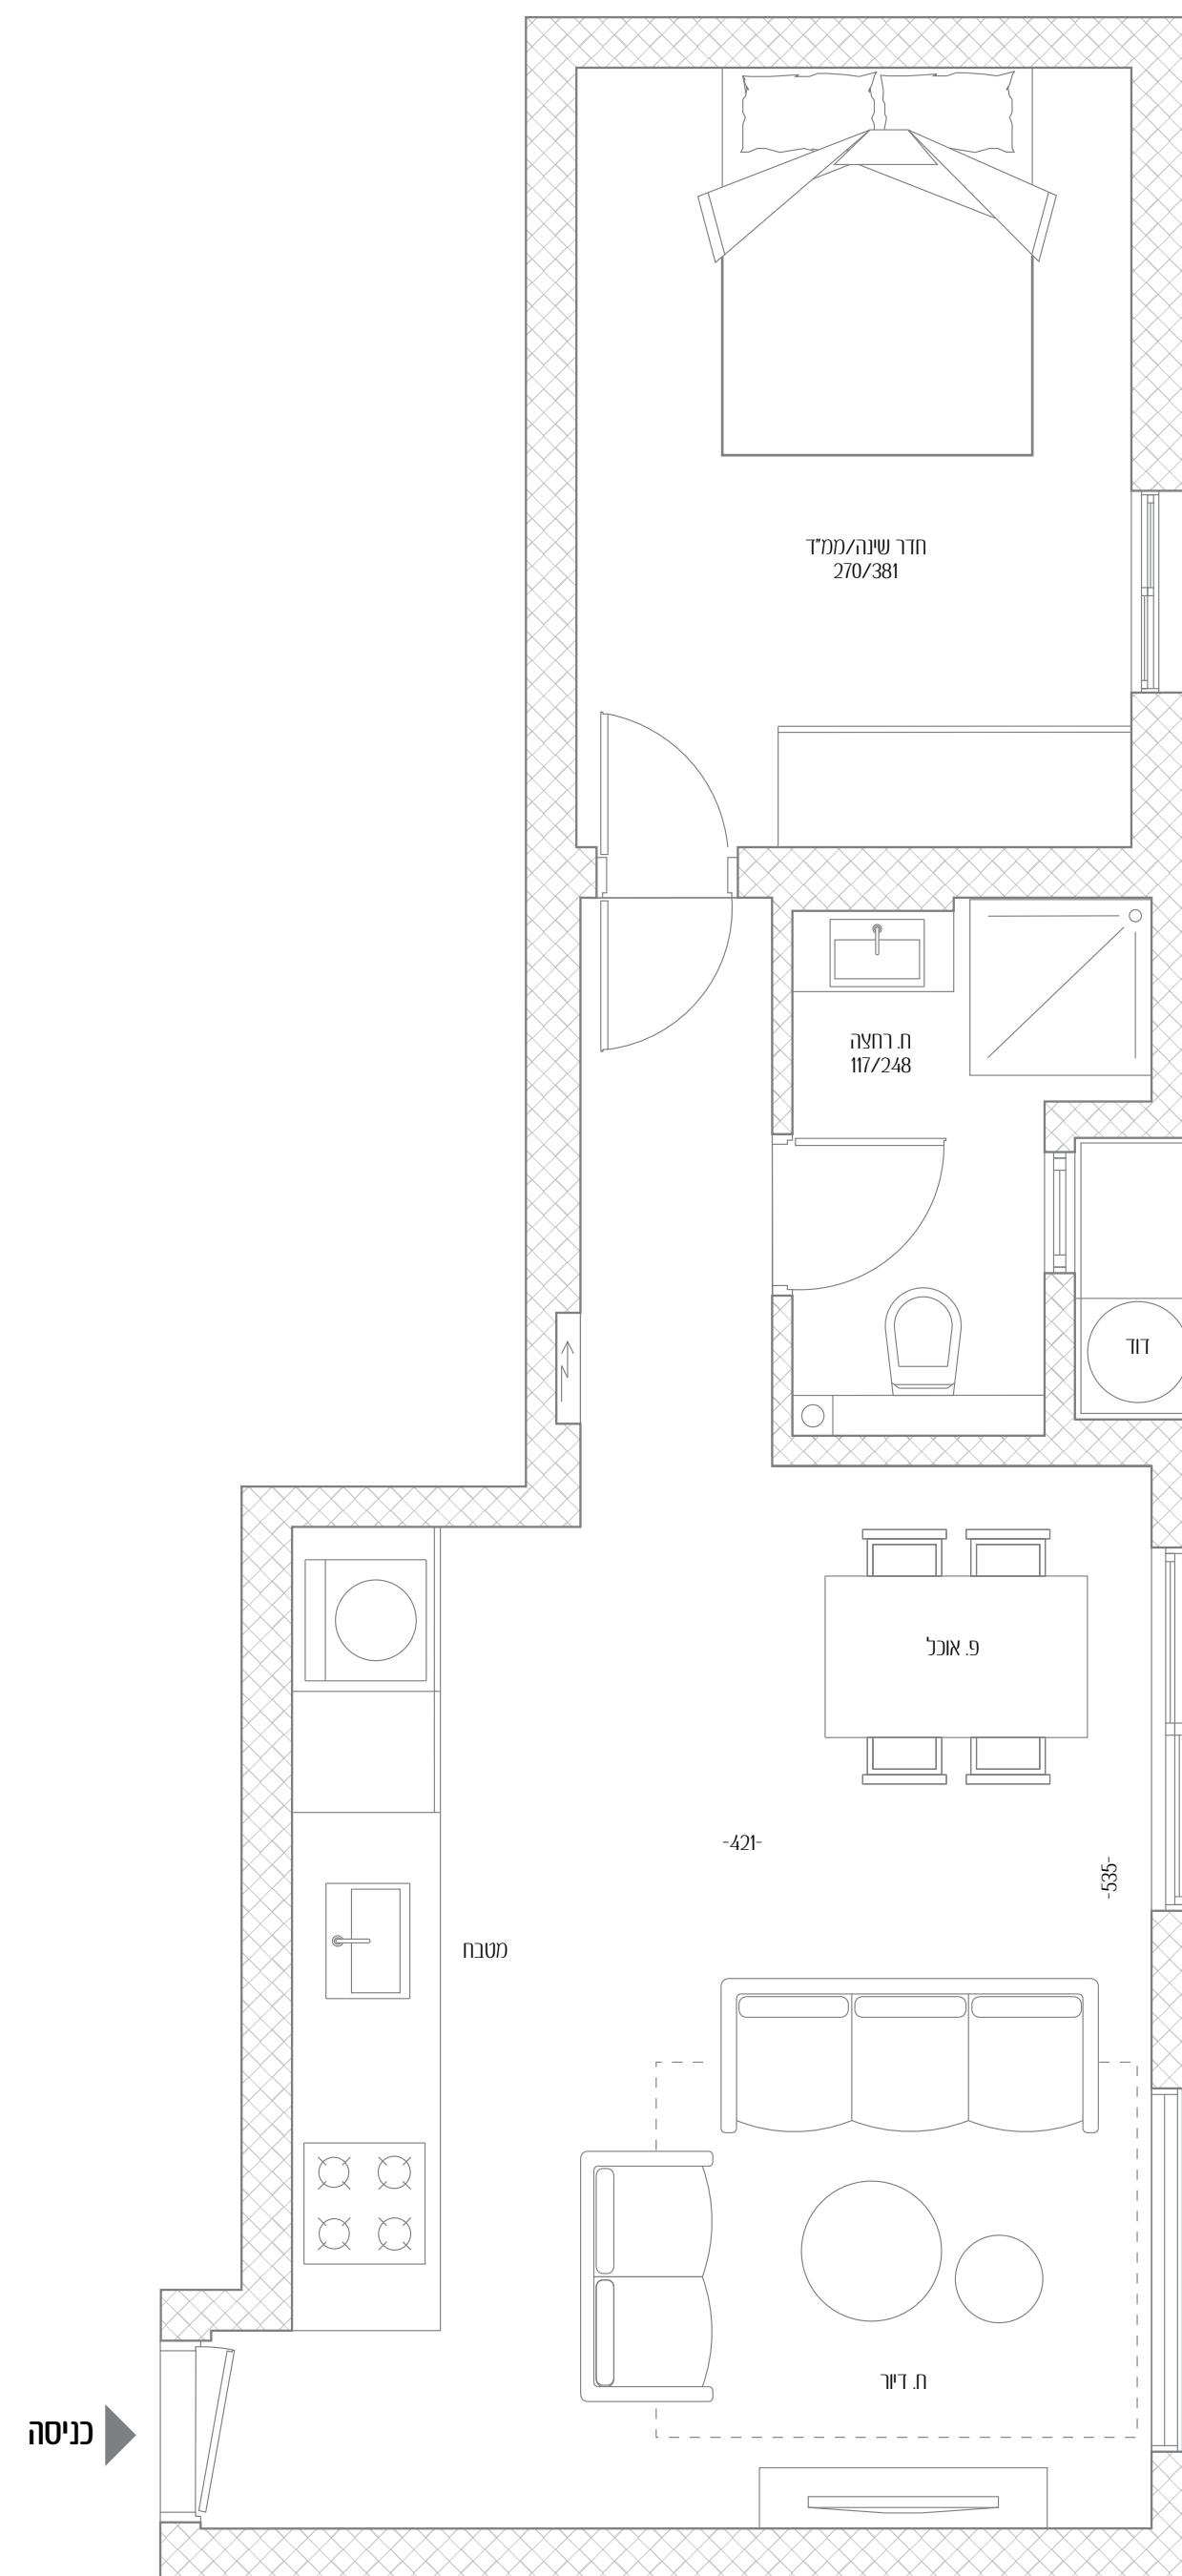 חדר שינה/ממ"ד
270/381
ח. רחצה
117/248
דוד
פ. אוכל
-421-
-535-
מטבח
ח. דיור
כניסה